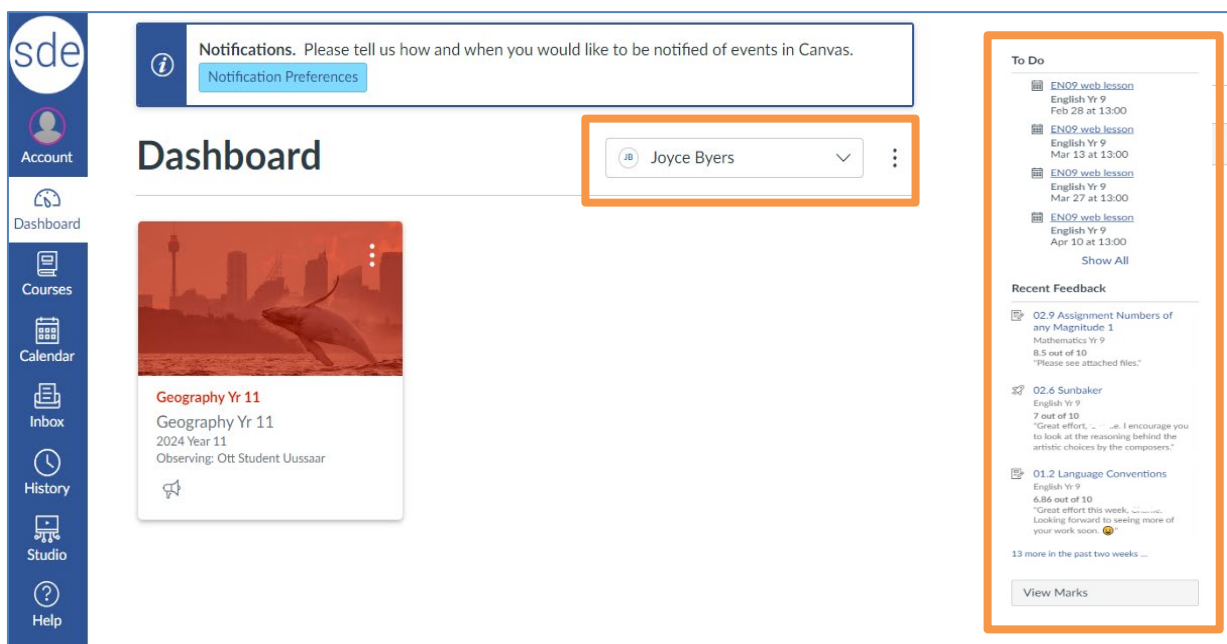 sde
Account
Dashboard
Courses
Calendar
Inbox
History
Studio
Help
Notifications. Please tell us how and when you would like to be notified of events in Canvas.
Notification Preferences
Dashboard
JB Joyce Byers
Geography Yr 11
Geography Yr 11
2024 Year 11
Observing: Ott Student Uussaar
To Do
EN09 web lesson
English Yr 9
Feb 28 at 13:00
EN09 web lesson
English Yr 9
Mar 13 at 13:00
EN09 web lesson
English Yr 9
Mar 27 at 13:00
EN09 web lesson
English Yr 9
Apr 10 at 13:00
Show All
Recent Feedback
02.9 Assignment Numbers of
any Magnitude 1
Mathematics Yr 9
8.5 out of 10
"Please see attached files."
02.6 Sunbaker
English Yr 9
7 out of 10
"Great effort, I encourage you
to look at the reasoning behind the
artistic choices by the composers."
01.2 Language Conventions
English Yr 9
6.86 out of 10
"Great effort this week,
Looking forward to seeing more of
your work soon. 😀"
13 more in the past two weeks ...
View Marks